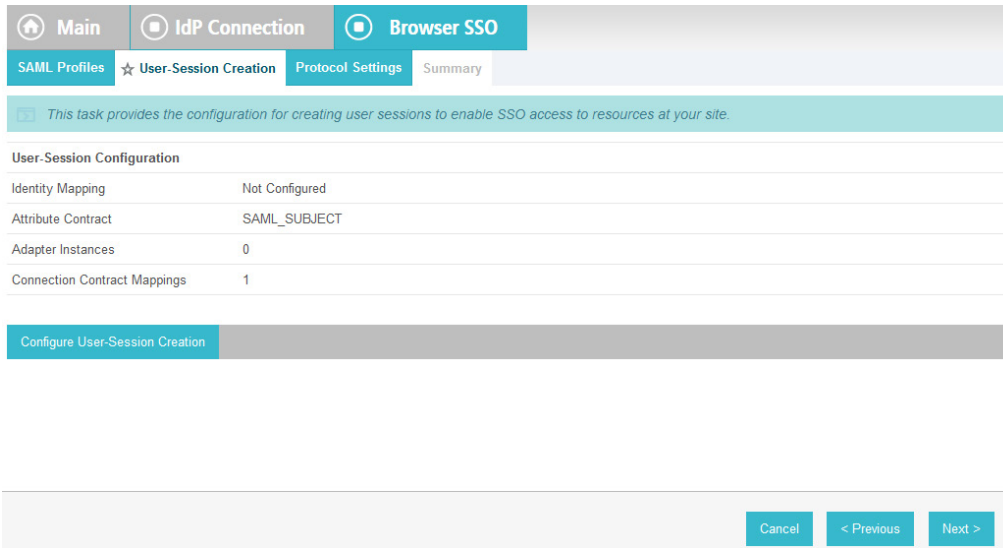 Main IdP Connection Browser SSO
SAML Profiles User-Session Creation Protocol Settings Summary
This task provides the configuration for creating user sessions to enable SSO access to resources at your site.
User-Session Configuration
Identity Mapping Not Configured
Attribute Contract SAML_SUBJECT
Adapter Instances 0
Connection Contract Mappings 1
Configure User-Session Creation
Cancel < Previous Next >